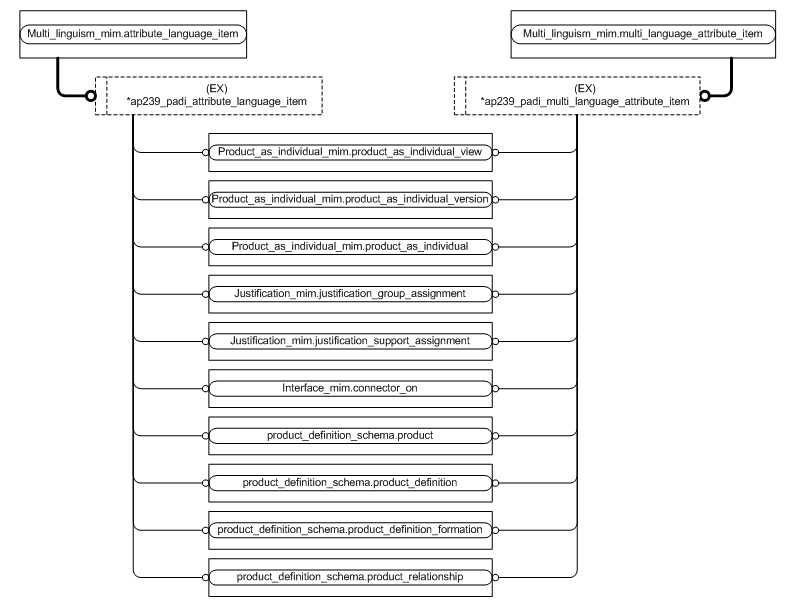 Multi_linguism_mim.attribute_language_item
Multi_linguism_mim.multi_language_attribute_item
(EX)
*ap239_padi_attribute_language_item
(EX)
*ap239_padi_multi_language_attribute_item
Product_as_individual_mim.product_as_individual_view
Product_as_individual_mim.product_as_individual_version
Product_as_individual_mim.product_as_individual
Justification_mim.justification_group_assignment
Justification_mim.justification_support_assignment
Interface_mim.connector_on
product_definition_schema.product
product_definition_schema.product_definition
product_definition_schema.product_definition_formation
product_definition_schema.product_relationship